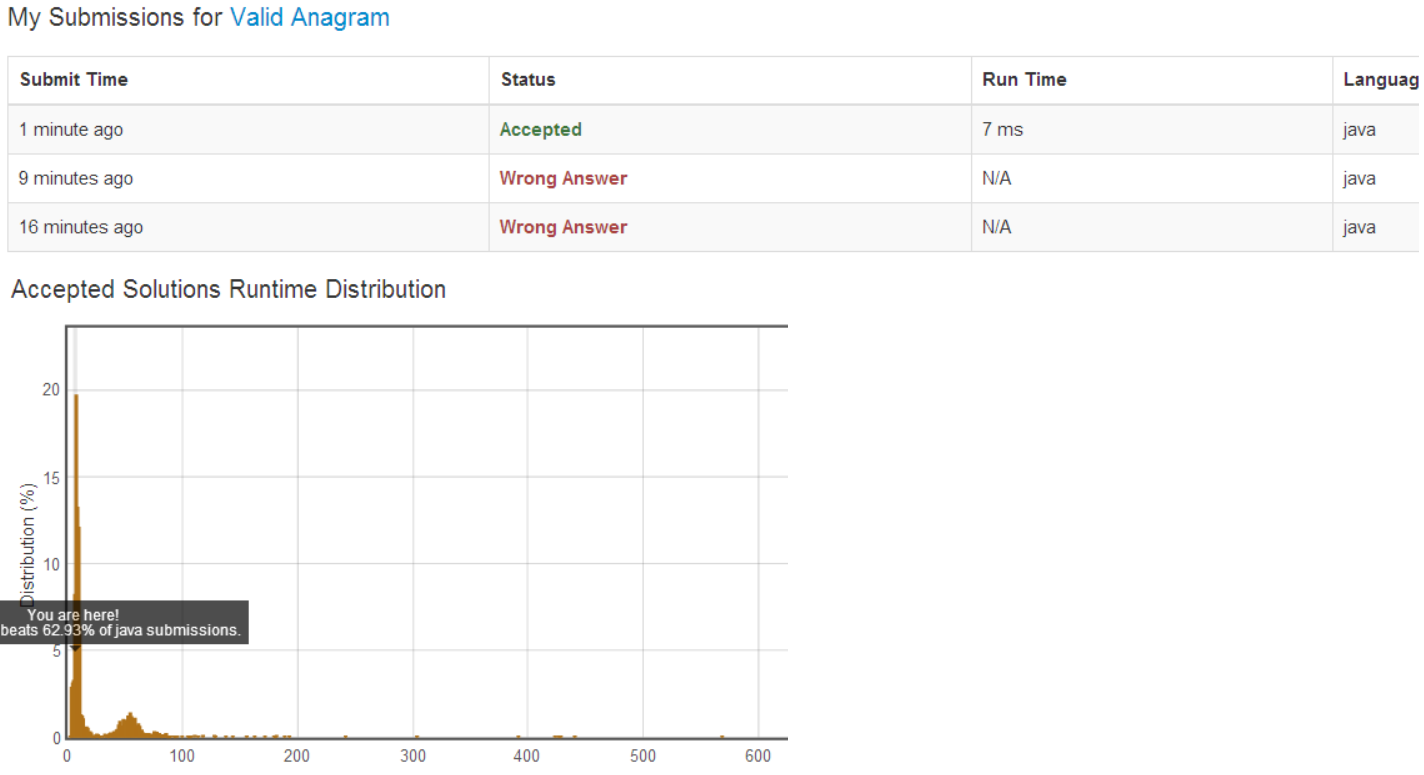 My Submissions for Valid Anagram
Submit Time Status Run Time Languag
1 minute ago Accepted 7 ms java
9 minutes ago Wrong Answer N/A java
16 minutes ago Wrong Answer N/A java
Accepted Solutions Runtime Distribution
Distribution (%)
20
15
10
You are here!
beats 62.93% of java submissions.
5
0
0 100 200 300 400 500 600